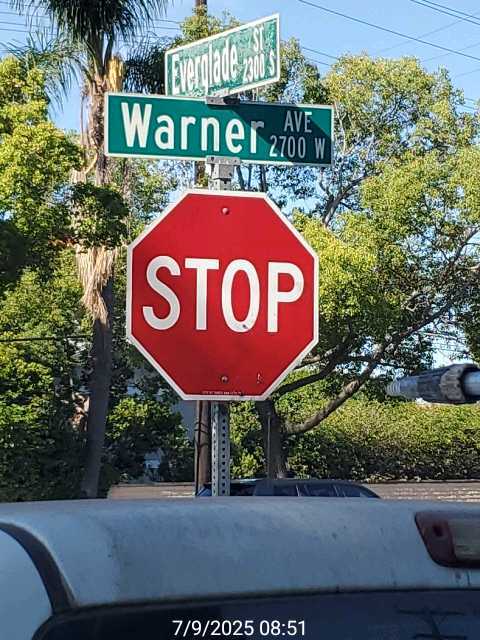 Everglade ST
2300 S
Warner AVE
2700 W
STOP
7/9/2025 08:51